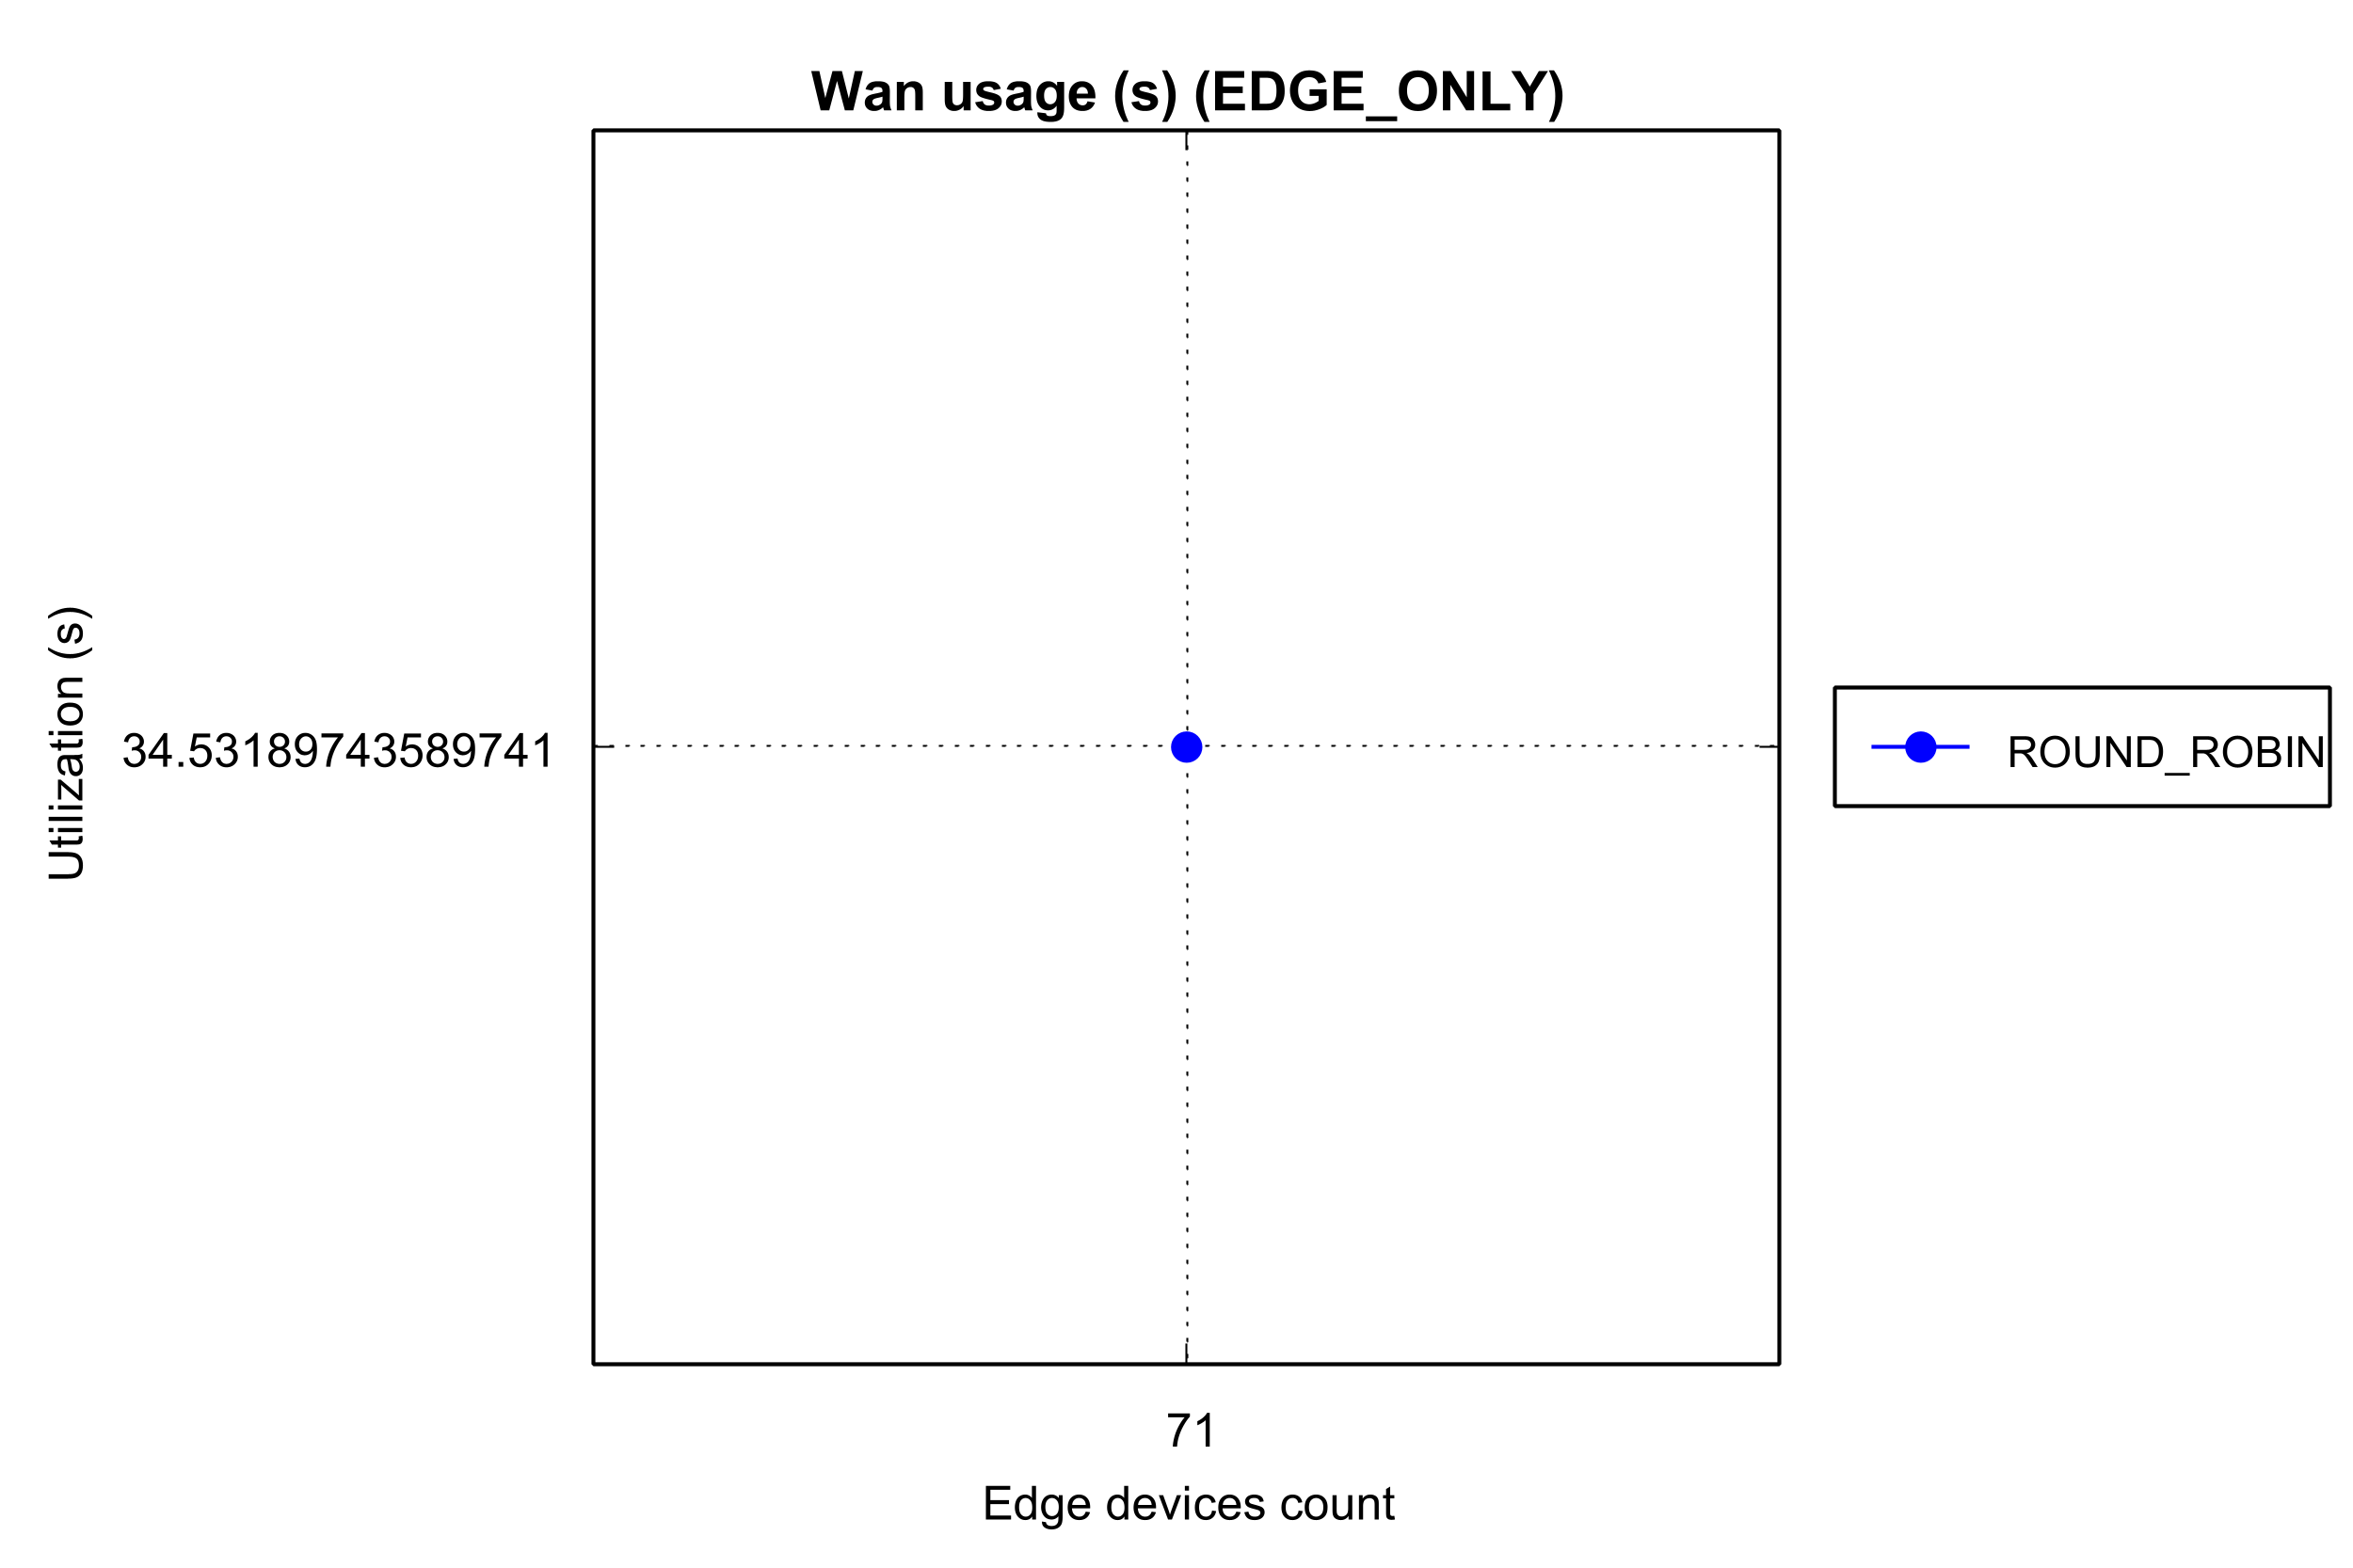 Wan usage (s) (EDGE_ONLY)
Utilization (s)
34.53189743589741
ROUND_ROBIN
71
Edge devices count